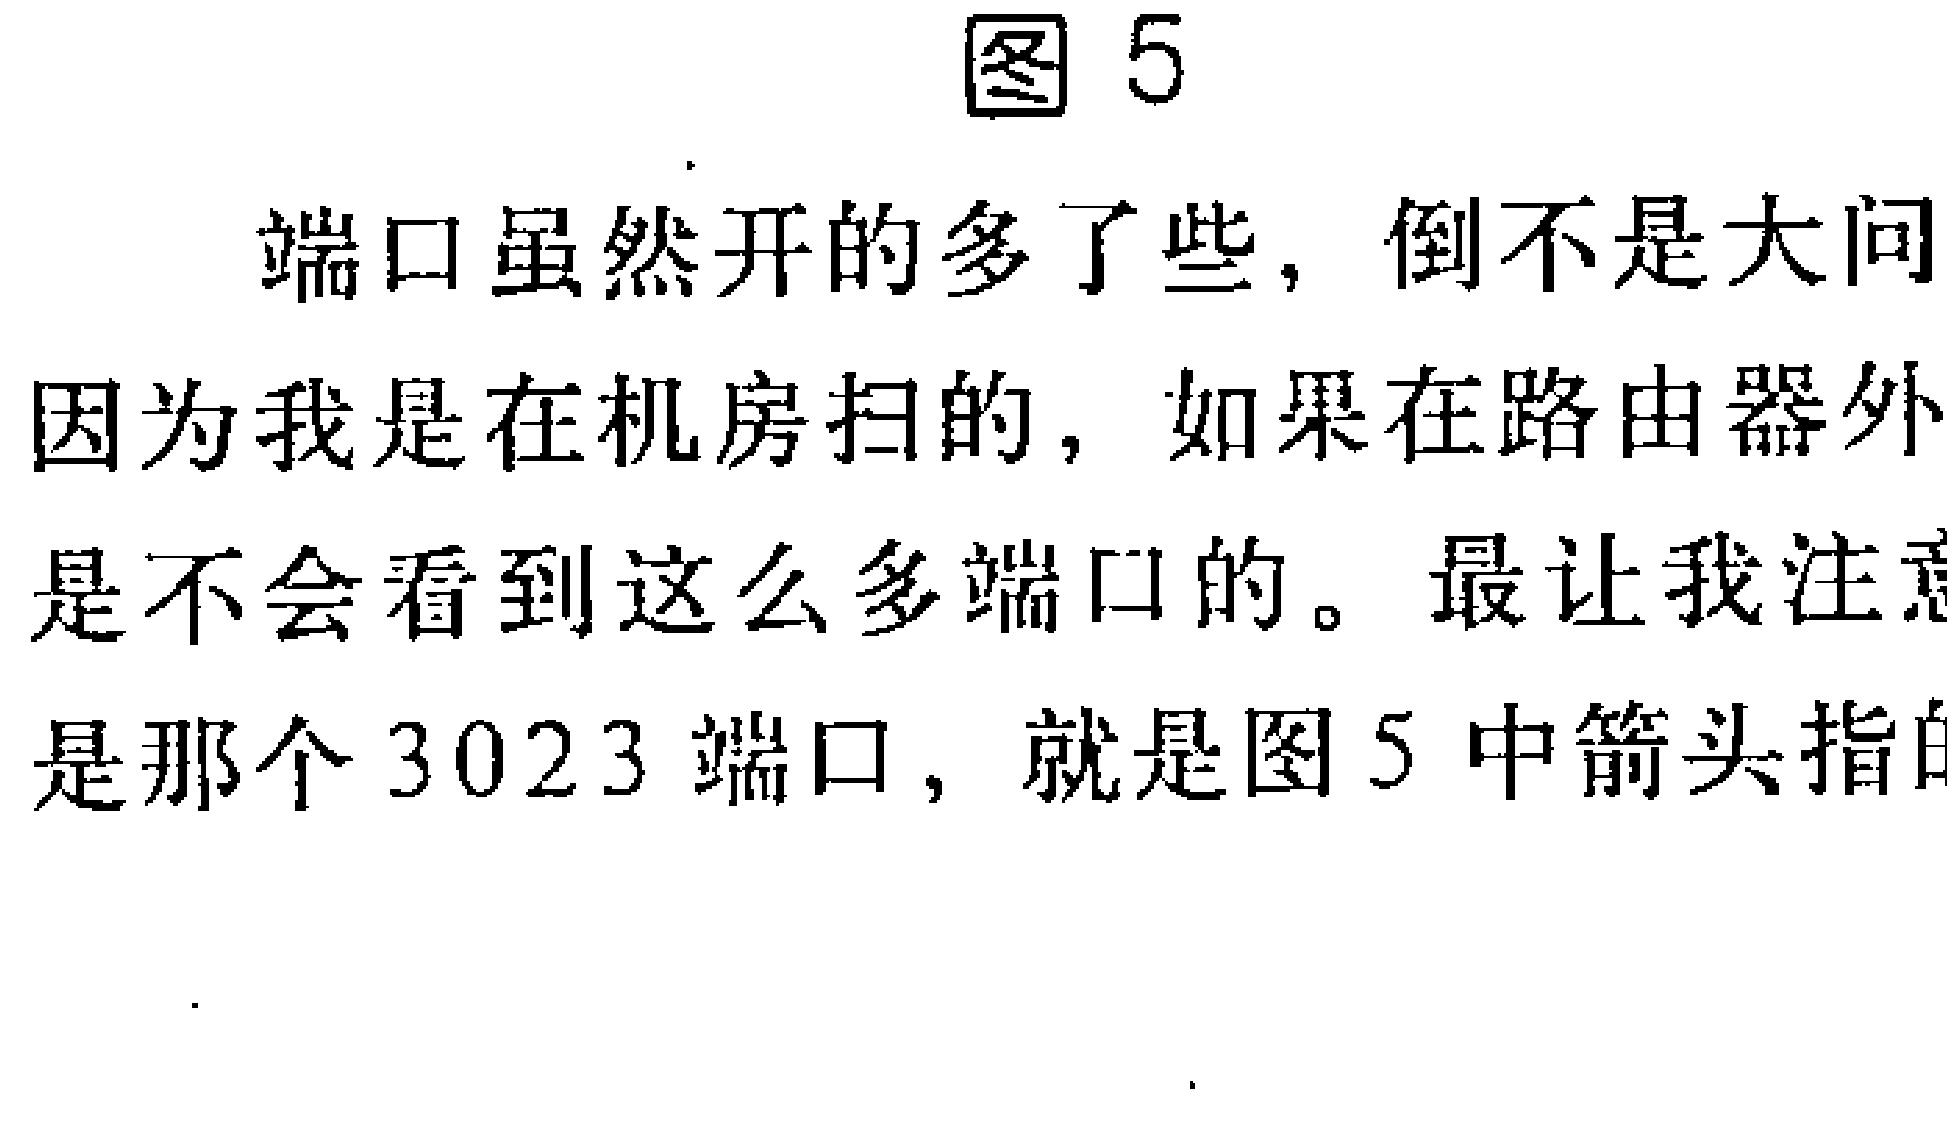 图 5
端口虽然开的多了些，倒不是大问
因为我是在机房扫的，如果在路由器外
是不会看到这么多端口的。最让我注意
是那个 3023 端口，就是图 5 中箭头指的